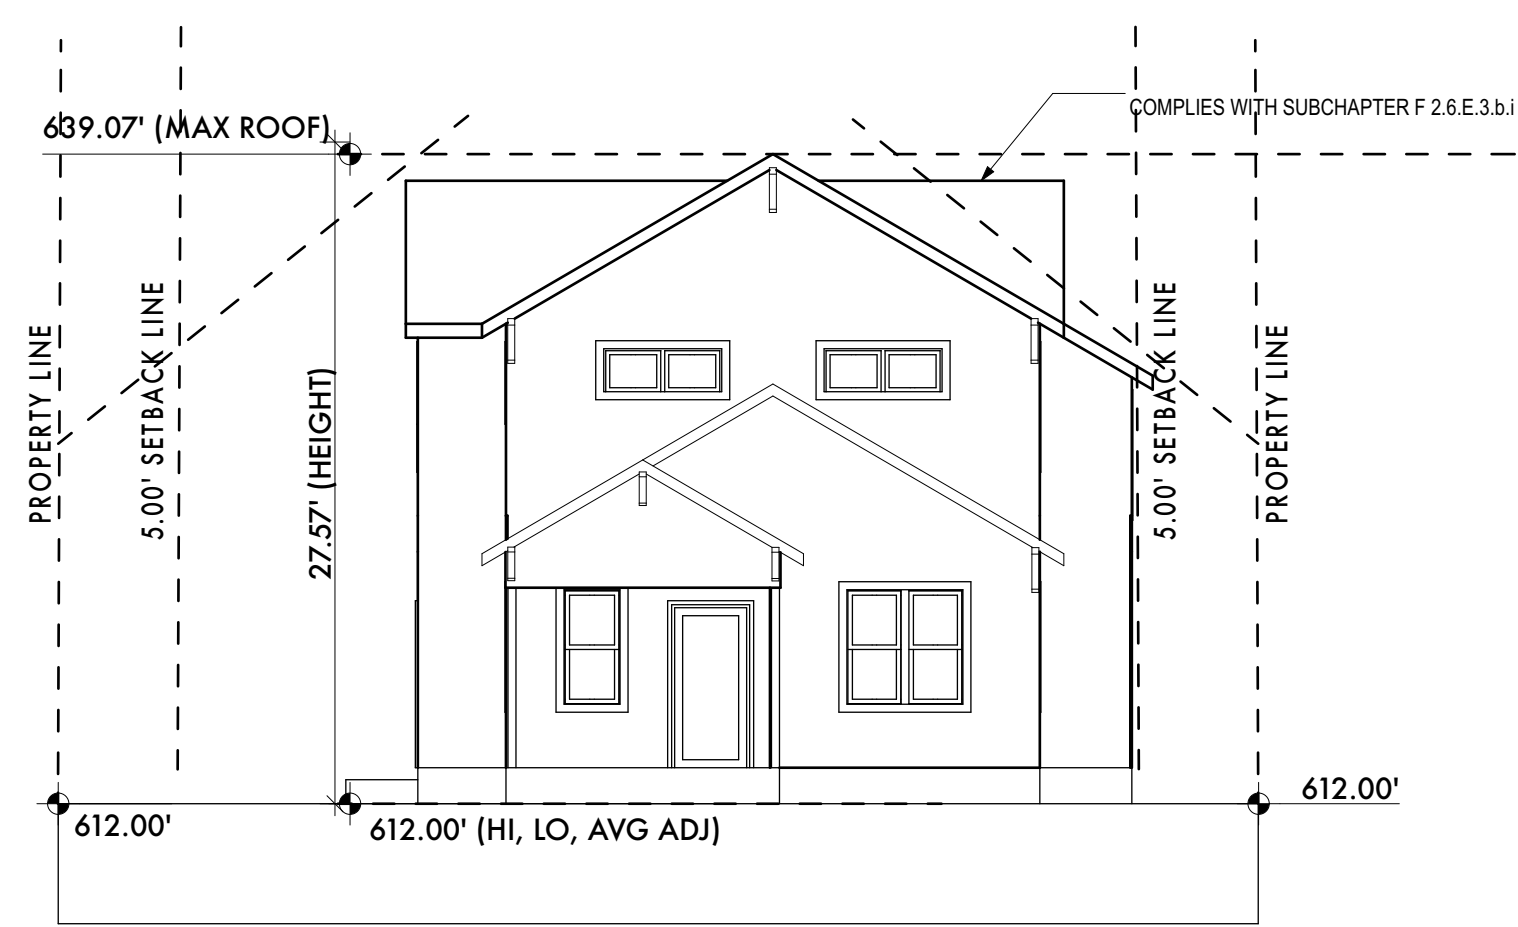 COMPLIES WITH SUBCHAPTER F 2.6.E.3.b.i
639.07' (MAX ROOF)
PROPERTY LINE
5.00' SETBACK LINE
27.57' (HEIGHT)
5.00' SETBACK LINE
PROPERTY LINE
612.00'
612.00' (HI, LO, AVG ADJ)
612.00'